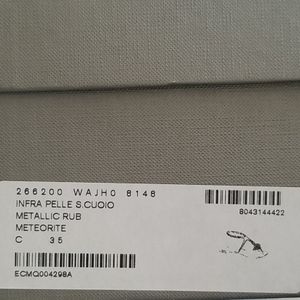 266200 WAJH0 8146
INFRA PELLE S.CUOIO
METALLIC RUB
METEORITE
C 35
8043144422
ECMQ004298A